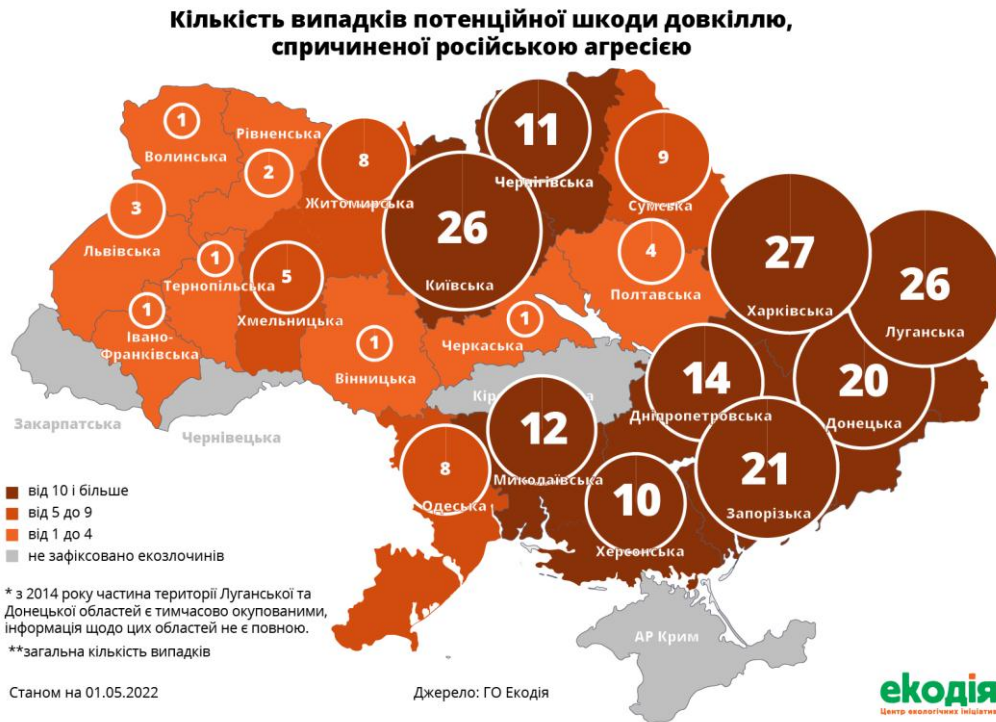 Кількість випадків потенційної шкоди довкіллю,
спричиненої російською агресією
1
Волинська
Рівненська
2
8
Житомирська
11
Чернігівська
9
Сумська
3
Львівська
1
Тернопільська
5
Хмельницька
26
Київська
4
Полтавська
27
Харківська
26
Луганська
1
Івано-
Франківська
1
Вінницька
1
Черкаська
14
Дніпропетровська
20
Донецька
Закарпатська
Чернівецька
12
Миколаївська
8
Одеська
10
Херсонська
21
Запорізька
АР Крим
від 10 і більше
від 5 до 9
від 1 до 4
не зафіксовано екозлочинів
* з 2014 року частина території Луганської та
Донецької областей є тимчасово окупованими,
інформація щодо цих областей не є повною.
**загальна кількість випадків
Станом на 01.05.2022
Джерело: ГО Екодія
екодія
Центр екологічних ініціатив